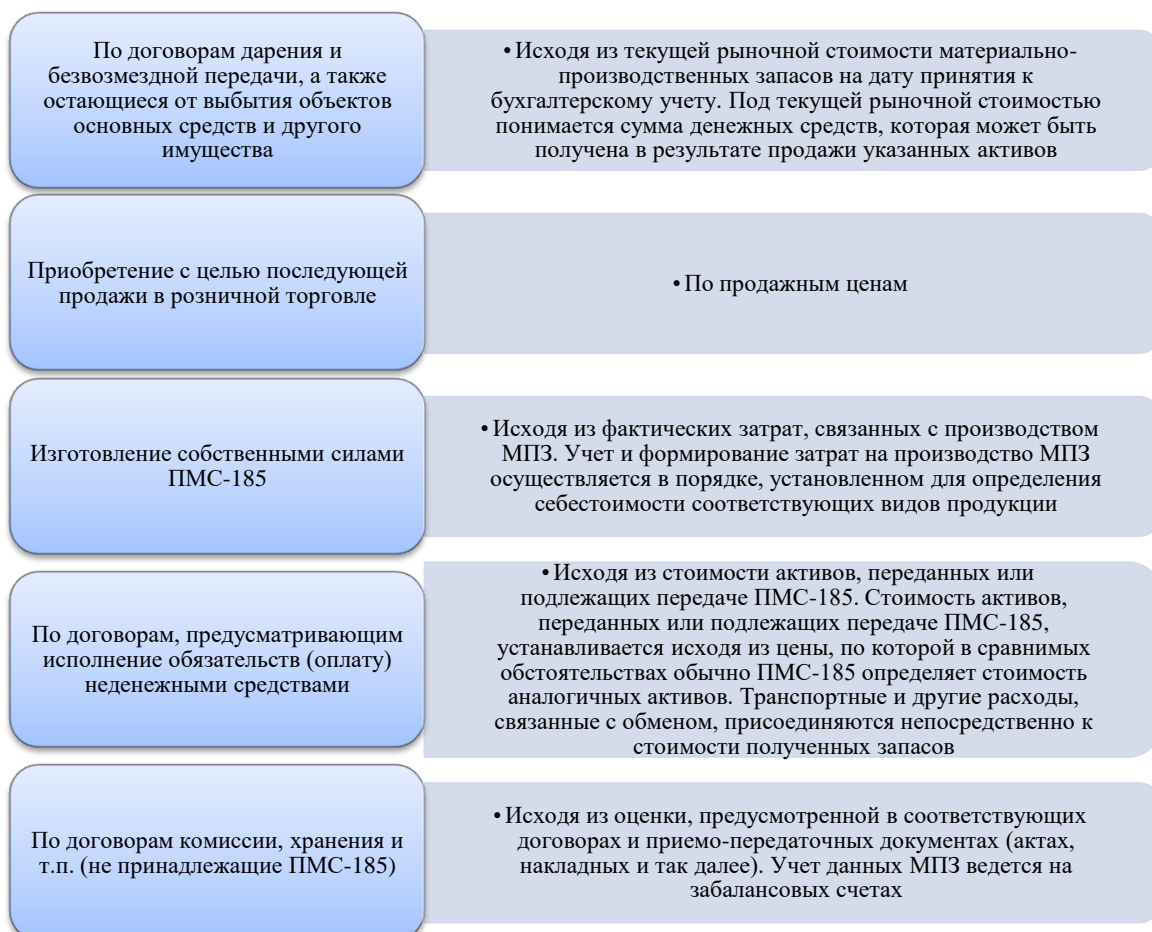 По договорам дарения и
безвозмездной передачи, а также
остающиеся от выбытия объектов
основных средств и другого
имущества
• Исходя из текущей рыночной стоимости материально-
производственных запасов на дату принятия к
бухгалтерскому учету. Под текущей рыночной стоимостью
понимается сумма денежных средств, которая может быть
получена в результате продажи указанных активов
Приобретение с целью последующей
продажи в розничной торговле
• По продажным ценам
Изготовление собственными силами
ПМС-185
• Исходя из фактических затрат, связанных с производством
МПЗ. Учет и формирование затрат на производство МПЗ
осуществляется в порядке, установленном для определения
себестоимости соответствующих видов продукции
По договорам, предусматривающим
исполнение обязательств (оплату)
неденежными средствами
• Исходя из стоимости активов, переданных или
подлежащих передаче ПМС-185. Стоимость активов,
переданных или подлежащих передаче ПМС-185,
устанавливается исходя из цены, по которой в сравнимых
обстоятельствах обычно ПМС-185 определяет стоимость
аналогичных активов. Транспортные и другие расходы,
связанные с обменом, присоединяются непосредственно к
стоимости полученных запасов
По договорам комиссии, хранения и
т.п. (не принадлежащие ПМС-185)
• Исходя из оценки, предусмотренной в соответствующих
договорах и приемо-передаточных документах (актах,
накладных и так далее). Учет данных МПЗ ведется на
забалансовых счетах